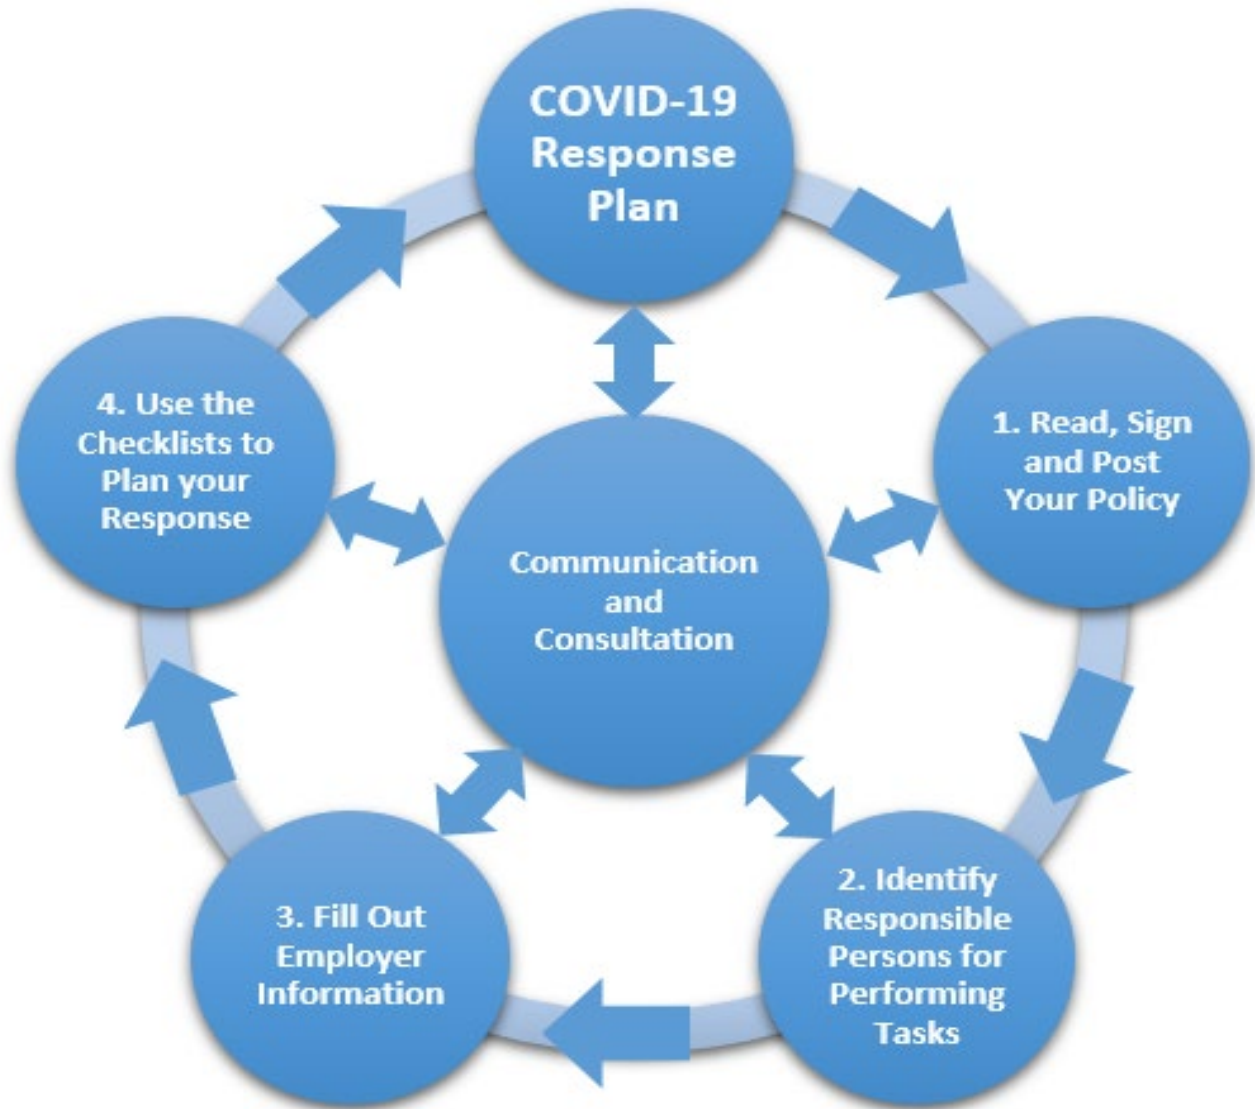 COVID-19
Response
Plan
1. Read, Sign
and Post
Your Policy
2. Identify
Responsible
Persons for
Performing
Tasks
3. Fill Out
Employer
Information
4. Use the
Checklists to
Plan your
Response
Communication
and
Consultation